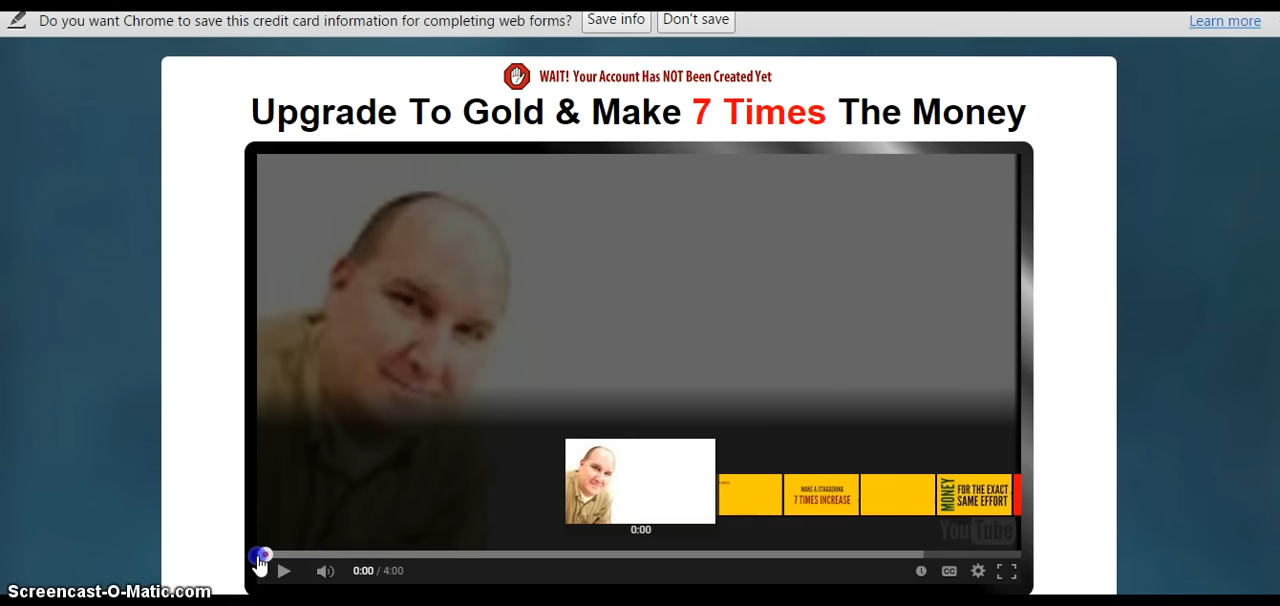 Do you want Chrome to save this credit card information for completing web forms? Save info Don't save Learn more
WAIT! Your Account Has NOT Been Created Yet
Upgrade To Gold & Make 7 Times The Money
MAKE A STAGGERING
7 TIMES INCREASE
MONEY
FOR THE EXACT
SAME EFFORT
0:00
YouTube
0:00 / 4:00
CC
Screencast-O-Matic.com